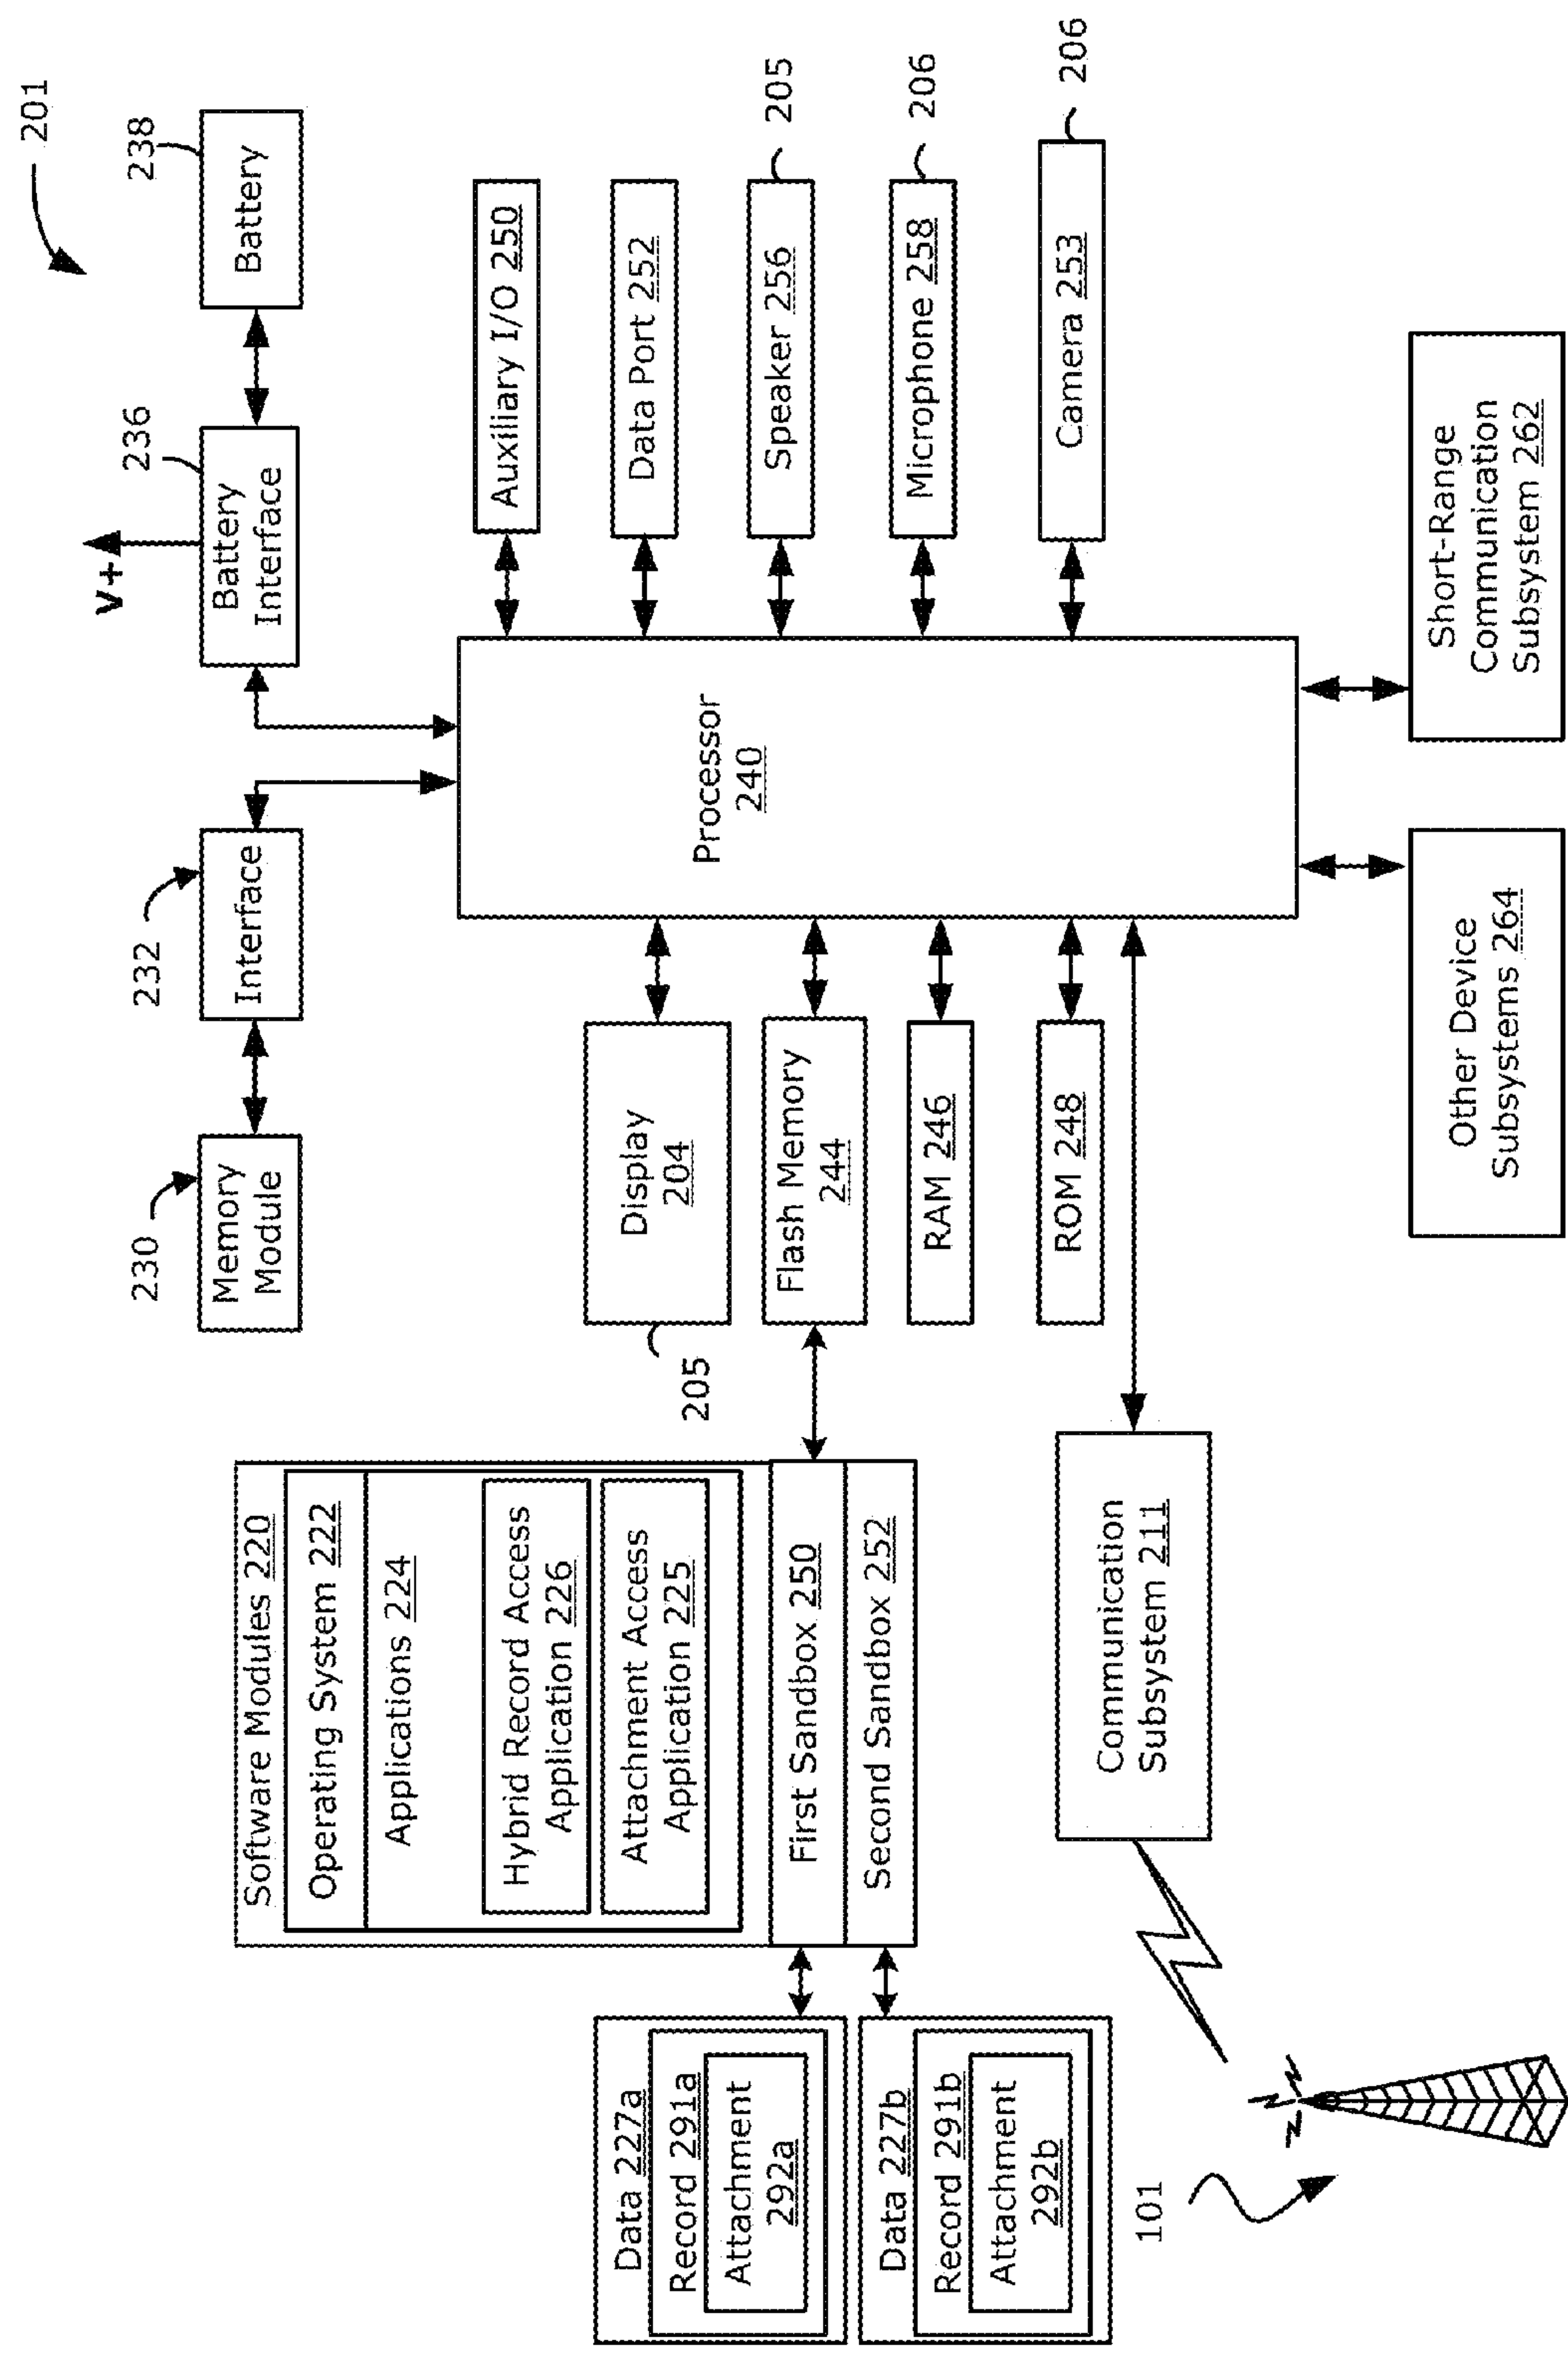 201
230
Memory
Module
232
Interface
V+
236
Battery
Interface
238
Battery
Software Modules 220
Operating System 222
Applications 224
Hybrid Record Access
Application 226
Attachment Access
Application 225
First Sandbox 250
Second Sandbox 252
Data 227a
Record 291a
Attachment
292a
Data 227b
Record 291b
Attachment
292b
205
Display
204
Flash Memory
244
RAM 246
ROM 248
Processor
240
Auxiliary I/O 250
Data Port 252
Speaker 256
205
Microphone 258
206
Camera 253
206
Communication
Subsystem 211
101
Other Device
Subsystems 264
Short-Range
Communication
Subsystem 262